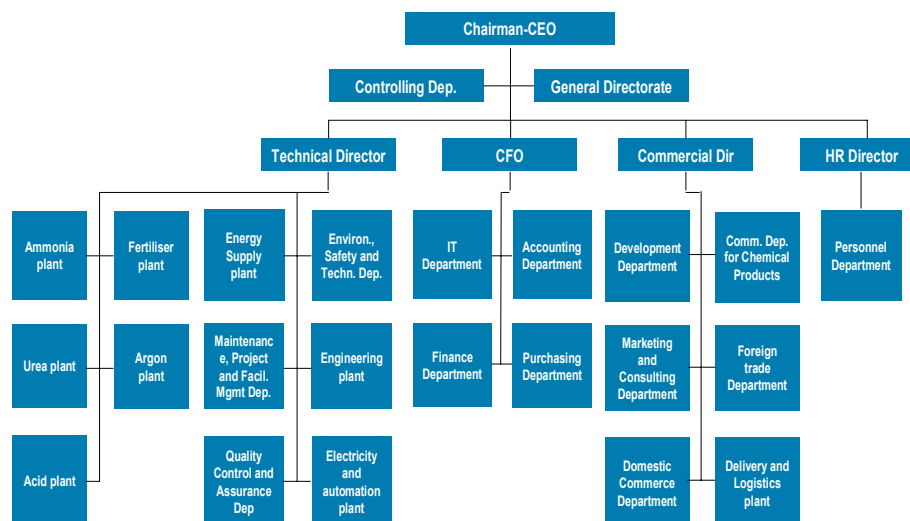 Chairman-CEO
Controlling Dep.
General Directorate
Technical Director
CFO
Commercial Dir
HR Director
Ammonia
plant
Fertiliser
plant
Energy
Supply
plant
Environ.,
Safety and
Techn. Dep.
IT
Department
Accounting
Department
Development
Department
Comm. Dep.
for Chemical
Products
Personnel
Department
Urea plant
Argon
plant
Maintenanc
e, Project
and Facil.
Mgmt Dep.
Engineering
plant
Finance
Department
Purchasing
Department
Marketing
and
Consulting
Department
Foreign
trade
Department
Acid plant
Quality
Control and
Assurance
Dep
Electricity
and
automation
plant
Domestic
Commerce
Department
Delivery and
Logistics
plant